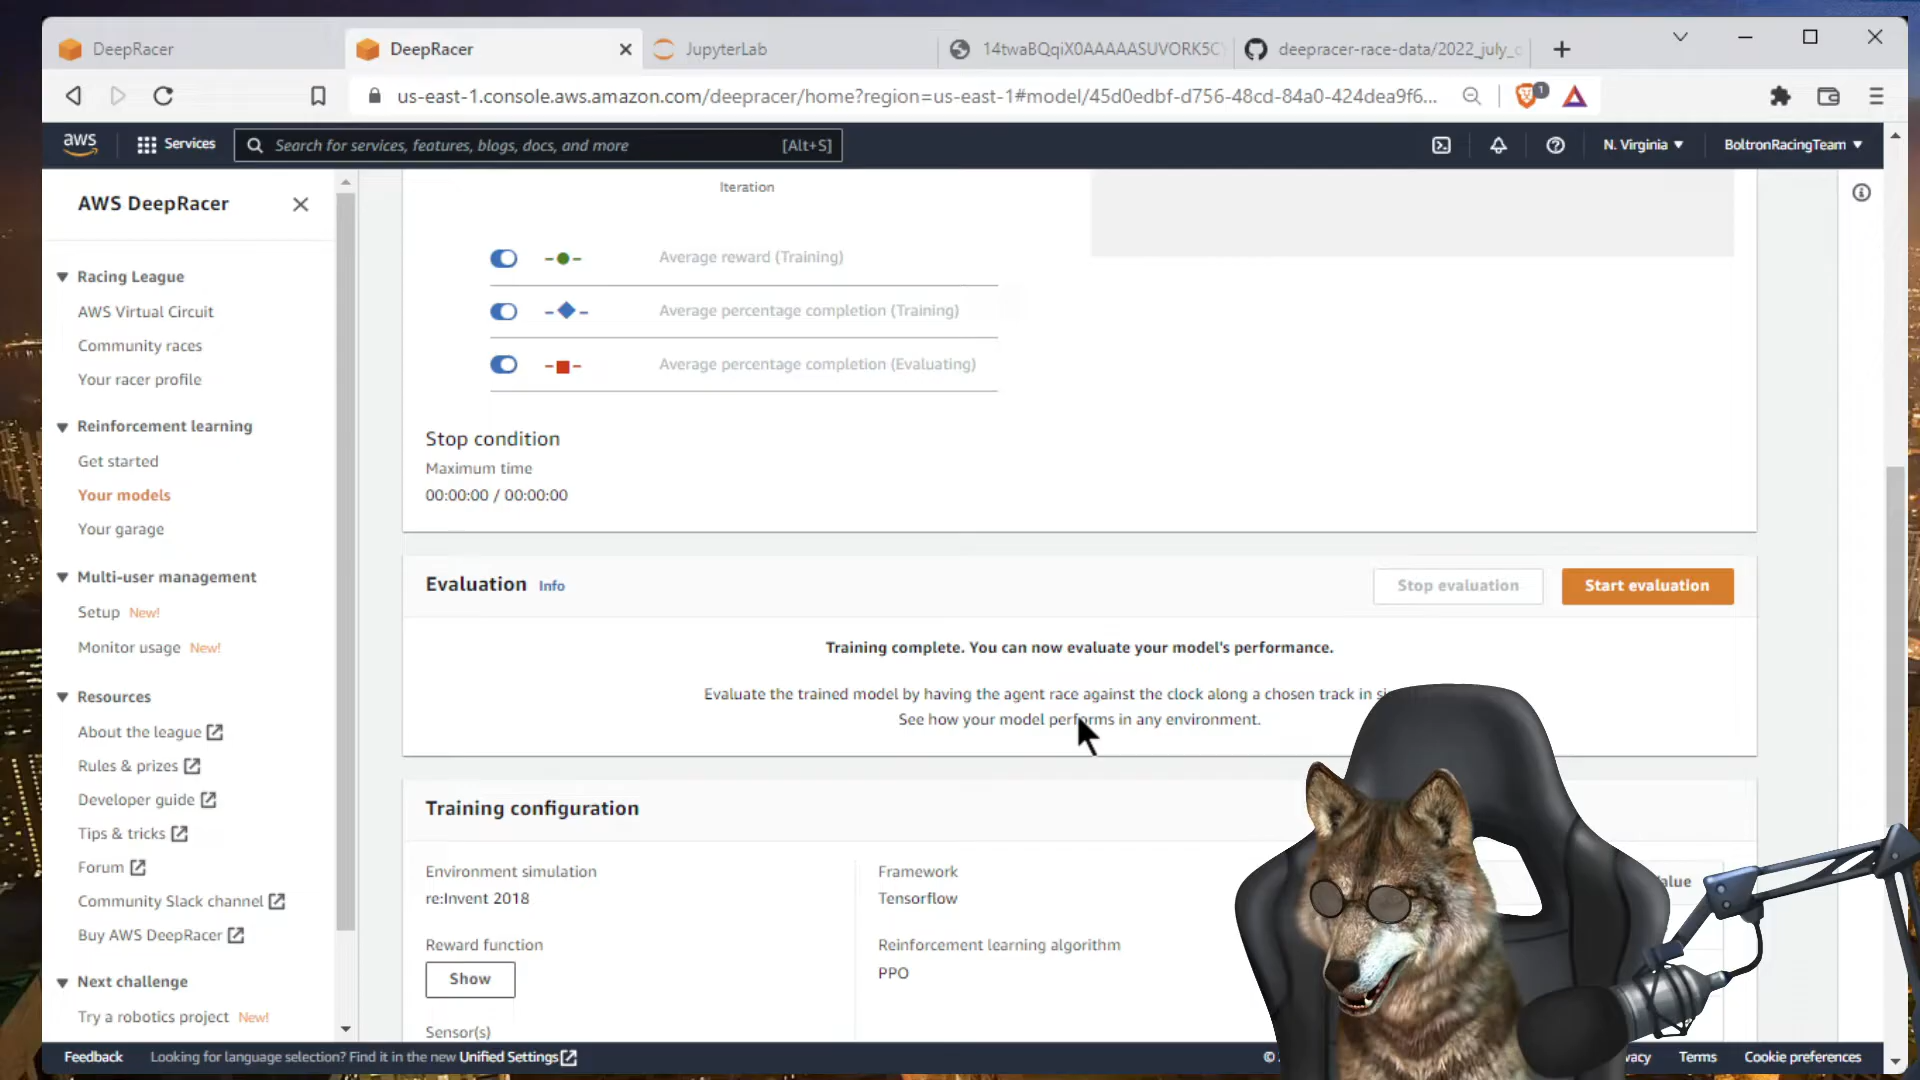 DeepRacer
DeepRacer
JupyterLab
14twaBQqiX0AAAAASUVORK5C
deepracer-race-data/2022_july_
us-east-1.console.aws.amazon.com/deepracer/home?region=us-east-1#model/45d0edbf-d756-48cd-84a0-424dea9f6...
1
aws
Services
Search for services, features, blogs, docs, and more
[Alt+S]
N. Virginia
BoltronRacingTeam
AWS DeepRacer
Racing League
AWS Virtual Circuit
Community races
Your racer profile
Reinforcement learning
Get started
Your models
Your garage
Multi-user management
Setup New!
Monitor usage New!
Resources
About the league
Rules & prizes
Developer guide
Tips & tricks
Forum
Community Slack channel
Buy AWS DeepRacer
Next challenge
Try a robotics project New!
Iteration
Average reward (Training)
Average percentage completion (Training)
Average percentage completion (Evaluating)
Stop condition
Maximum time
00:00:00 / 00:00:00
Evaluation Info
Stop evaluation
Start evaluation
Training complete. You can now evaluate your model's performance.
Evaluate the trained model by having the agent race against the clock along a chosen track in
See how your model performs in any environment.
Training configuration
Environment simulation
re:Invent 2018
Reward function
Show
Sensor(s)
Framework
Tensorflow
Reinforcement learning algorithm
PPO
Feedback
Looking for language selection? Find it in the new Unified Settings
©
Terms
Cookie preferences